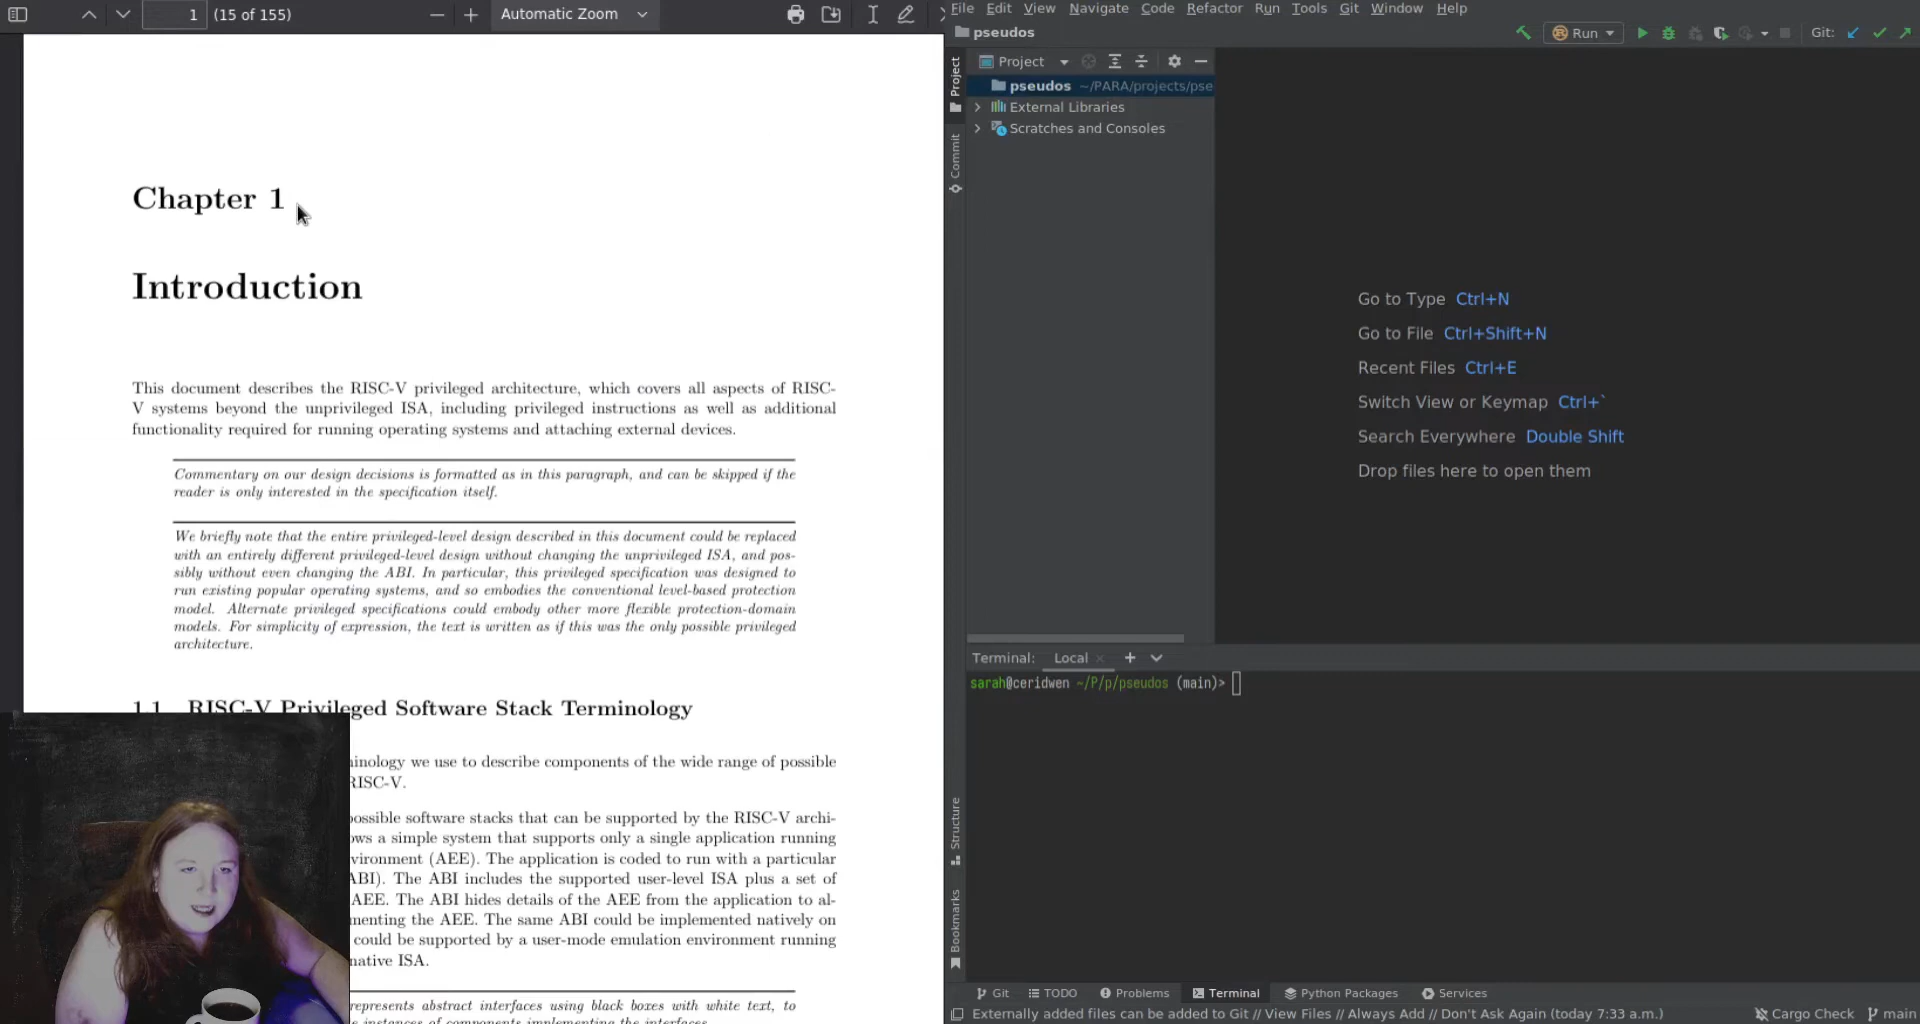 1 (15 of 155) Automatic Zoom
Chapter 1
Introduction
This document describes the RISC-V privileged architecture, which covers all aspects of RISC-
V systems beyond the unprivileged ISA, including privileged instructions as well as additional
functionality required for running operating systems and attaching external devices.
Commentary on our design decisions is formatted as in this paragraph, and can be skipped if the
reader is only interested in the specification itself.
We briefly note that the entire privileged-level design described in this document could be replaced
with an entirely different privileged-level design without changing the unprivileged ISA, and pos-
sibly without even changing the ABI. In particular, this privileged specification was designed to
run existing popular operating systems, and so embodies the conventional level-based protection
model. Alternate privileged specifications could embody other more flexible protection-domain
models. For simplicity of expression, the text is written as if this was the only possible privileged
architecture.
1.1 RISC-V Privileged Software Stack Terminology
minology we use to describe components of the wide range of possible
RISC-V.
possible software stacks that can be supported by the RISC-V archi-
ows a simple system that supports only a single application running
vironment (AEE). The application is coded to run with a particular
ABI). The ABI includes the supported user-level ISA plus a set of
AEE. The ABI hides details of the AEE from the application to al-
menting the AEE. The same ABI could be implemented natively on
could be supported by a user-mode emulation environment running
native ISA.
represents abstract interfaces using black boxes with white text, to
e instances of components implementing the interfaces.
File Edit View Navigate Code Refactor Run Tools Git Window Help
pseudos
Run Git:
Project
Project
pseudos ~/PARA/projects/pse
External Libraries
Scratches and Consoles
Commit
Go to Type Ctrl+N
Go to File Ctrl+Shift+N
Recent Files Ctrl+E
Switch View or Keymap Ctrl+`
Search Everywhere Double Shift
Drop files here to open them
Terminal: Local
sarah@ceridwen ~/P/p/pseudos (main)>
Structure
Bookmarks
Git TODO Problems Terminal Python Packages Services
Externally added files can be added to Git // View Files // Always Add // Don't Ask Again (today 7:33 a.m.) Cargo Check main